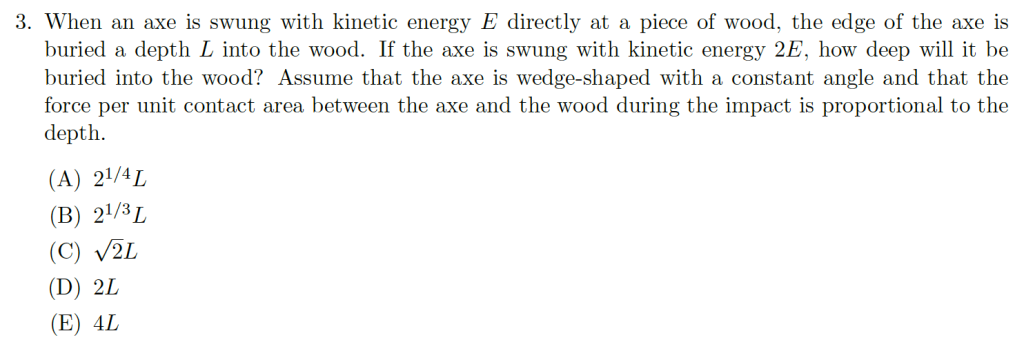 3. When an axe is swung with kinetic energy E directly at a piece of wood, the edge of the axe is
buried a depth L into the wood. If the axe is swung with kinetic energy 2E, how deep will it be
buried into the wood? Assume that the axe is wedge-shaped with a constant angle and that the
force per unit contact area between the axe and the wood during the impact is proportional to the
depth.
(A) 2^{1/4}L
(B) 2^{1/3}L
(C) √2L
(D) 2L
(E) 4L